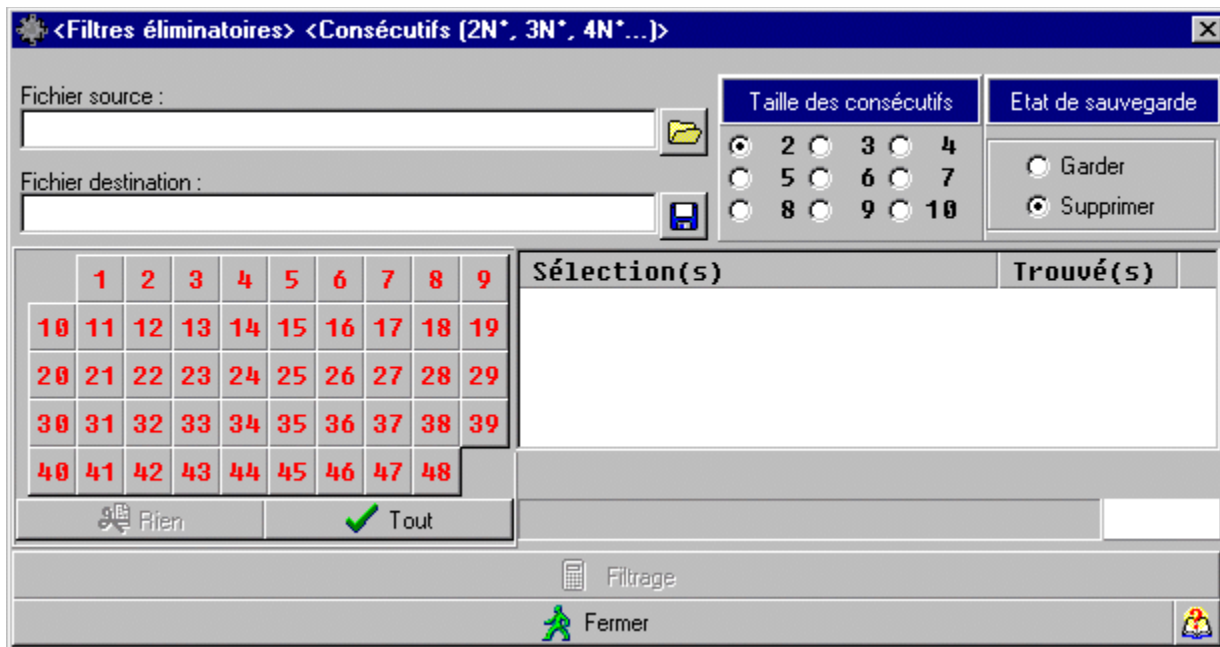 <Filtres éliminatoires> <Consécutifs (2N°, 3N°, 4N°...)>
Fichier source :
Fichier destination :
Taille des consécutifs
2 3 4
5 6 7
8 9 10
Etat de sauvegarde
Garder
Supprimer
1 2 3 4 5 6 7 8 9
10 11 12 13 14 15 16 17 18 19
20 21 22 23 24 25 26 27 28 29
30 31 32 33 34 35 36 37 38 39
40 41 42 43 44 45 46 47 48
Rien
Tout
Sélection(s) Trouvé(s)
Filtrage
Fermer